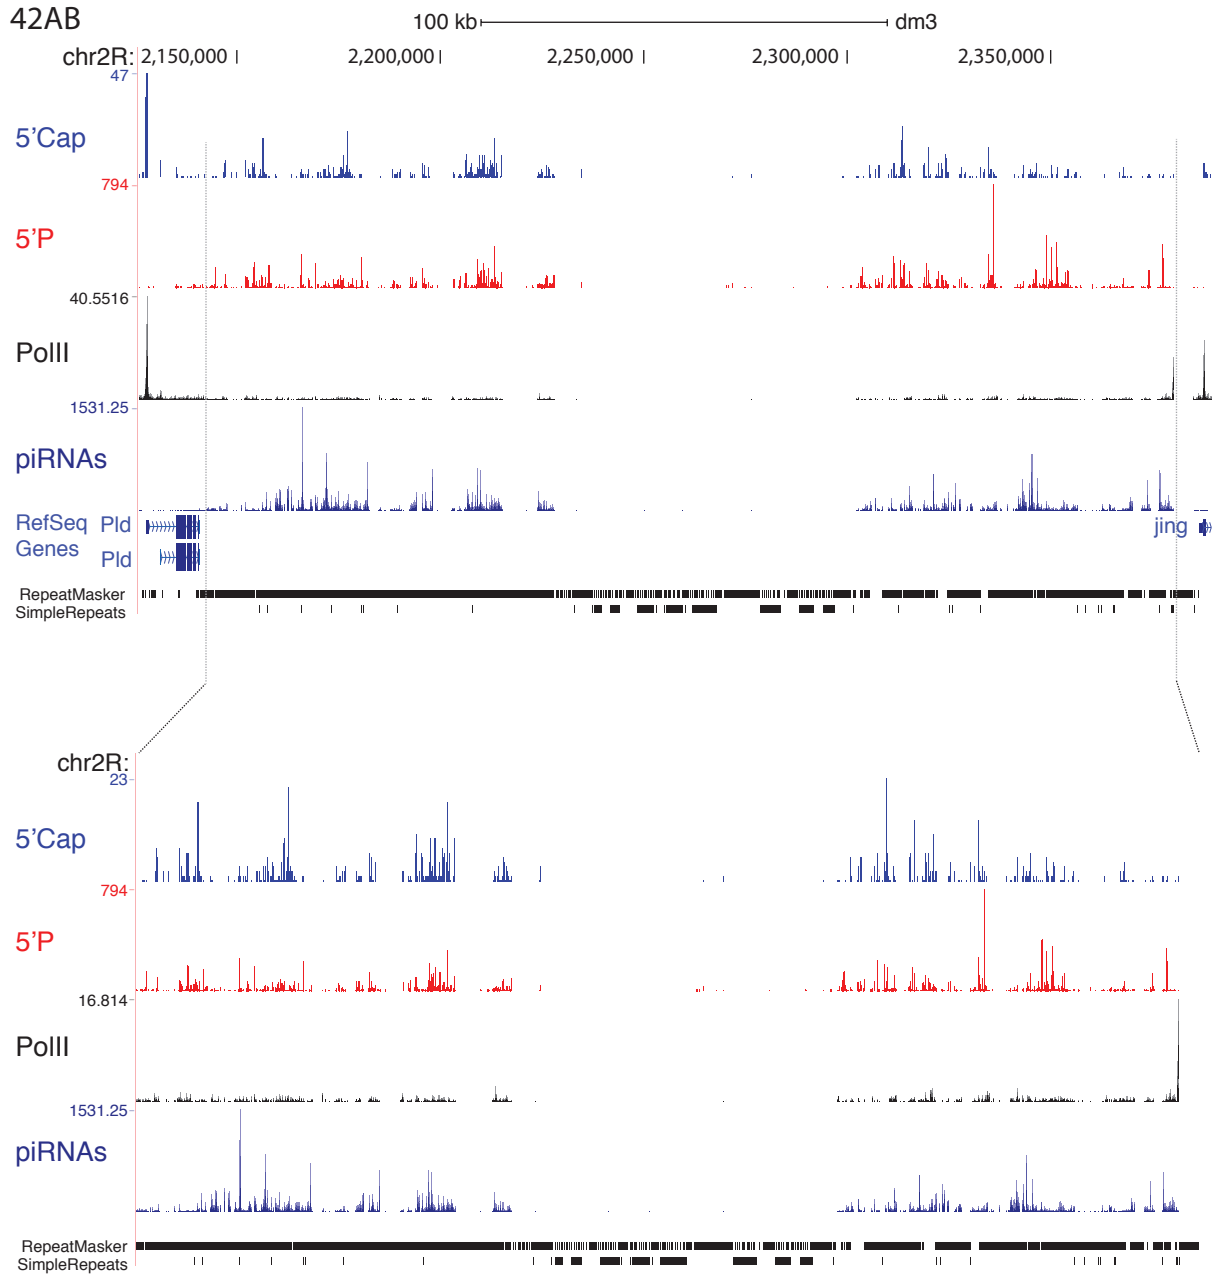 42AB
100 kb dm3
chr2R: 2,150,000 2,200,000 2,250,000 2,300,000 2,350,000
47
5'Cap
794
5'P
40.5516
PolII
1531.25
piRNAs
RefSeq Pld jing
Genes Pld
RepeatMasker
SimpleRepeats
chr2R:
23
5'Cap
794
5'P
16.814
PolII
1531.25
piRNAs
RepeatMasker
SimpleRepeats